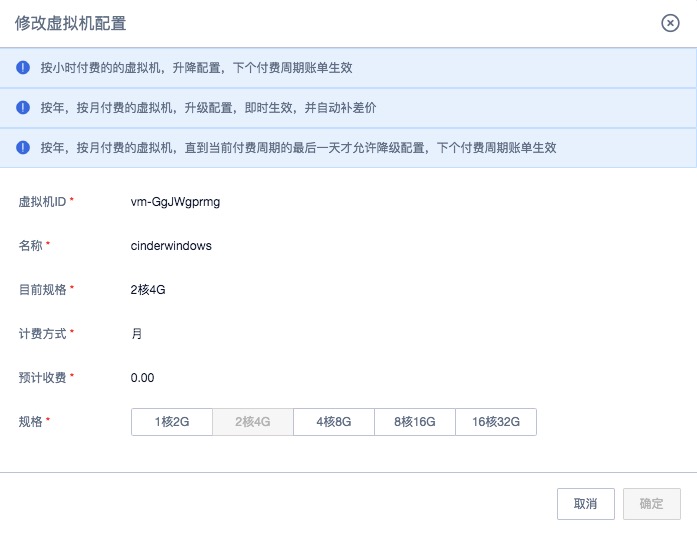 修改虚拟机配置
按小时付费的的虚拟机，升降配置，下个付费周期账单生效
按年，按月付费的虚拟机，升级配置，即时生效，并自动补差价
按年，按月付费的虚拟机，直到当前付费周期的最后一天才允许降级配置，下个付费周期账单生效
虚拟机ID * vm-GgJWgprmg
名称 * cinderwindows
目前规格 * 2核4G
计费方式 * 月
预计收费 * 0.00
规格 * 1核2G 2核4G 4核8G 8核16G 16核32G
取消 确定